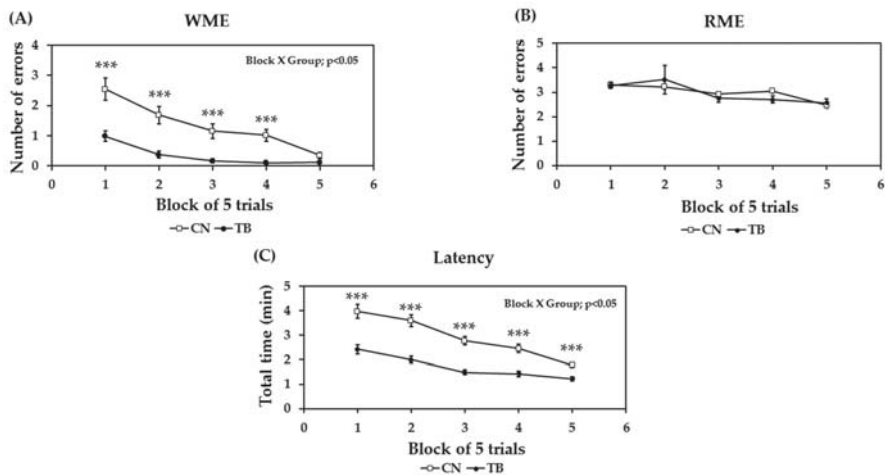 (A)
WME
Number of errors
4
3
2
1
0
***
***
***
***
Block X Group; p<0.05
0 1 2 3 4 5 6
Block of 5 trials
CN TB
(B)
RME
Number of errors
5
4
3
2
1
0
0 1 2 3 4 5 6
Block of 5 trials
CN TB
(C)
Latency
Total time (min)
5
4
3
2
1
0
***
***
***
***
***
Block X Group; p<0.05
0 1 2 3 4 5 6
Block of 5 trials
CN TB